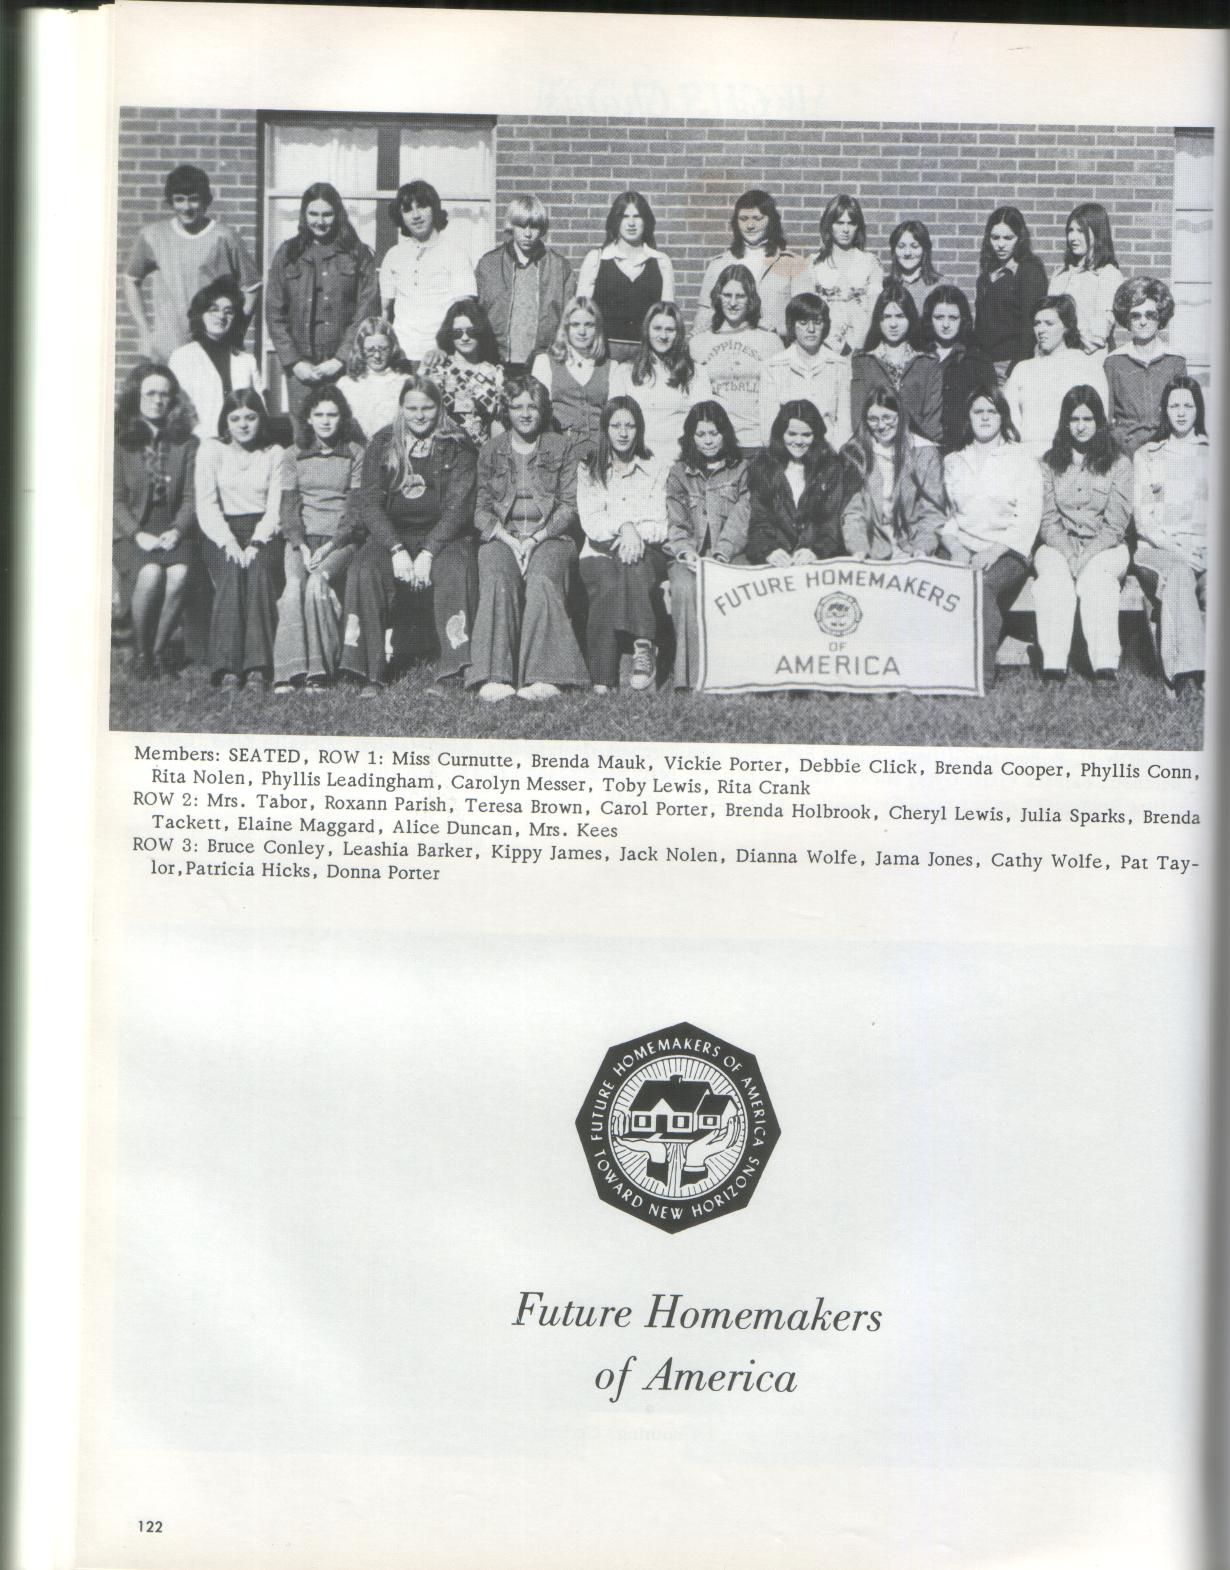 HAPPINESS
FUTURE HOMEMAKERS
OF
AMERICA
Members: SEATED, ROW 1: Miss Curnutte, Brenda Mauk, Vickie Porter, Debbie Click, Brenda Cooper, Phyllis Conn,
Rita Nolen, Phyllis Leadingham, Carolyn Messer, Toby Lewis, Rita Crank
ROW 2: Mrs. Tabor, Roxann Parish, Teresa Brown, Carol Porter, Brenda Holbrook, Cheryl Lewis, Julia Sparks, Brenda
Tackett, Elaine Maggard, Alice Duncan, Mrs. Kees
ROW 3: Bruce Conley, Leashia Barker, Kippy James, Jack Nolen, Dianna Wolfe, Jama Jones, Cathy Wolfe, Pat Tay-
lor, Patricia Hicks, Donna Porter
FUTURE HOMEMAKERS OF AMERICA
TOWARD NEW HORIZONS
Future Homemakers
of America
122